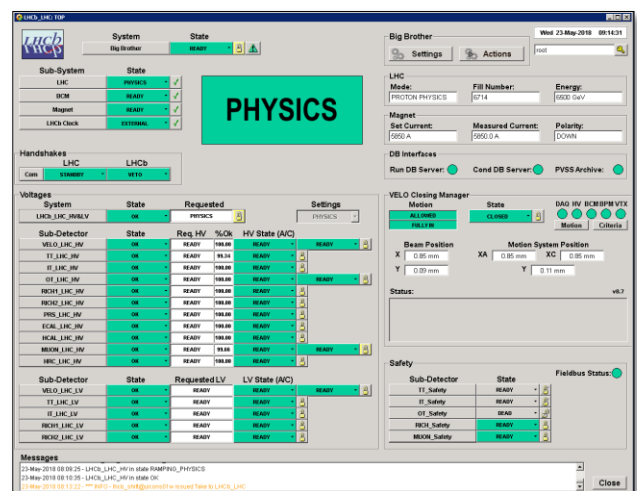 LHCb_LHC: TOP
LHCb
System State
Big Brother READY
Sub-System State
LHC PHYSICS
BCM READY
Magnet READY
LHCb Clock EXTERNAL
PHYSICS
Handshakes
LHC LHCb
Com STANDBY VETO
Big Brother
Wed 23-May-2018 09:14:31
Settings Actions
root
LHC
Mode: Fill Number: Energy:
PROTON PHYSICS 6714 6500 GeV
Magnet
Set Current: Measured Current: Polarity:
5850 A 5850.0 A DOWN
DB Interfaces
Run DB Server: Cond DB Server: PVSS Archive:
Voltages
System State Requested Settings
LHCb_LHC_HV&LV OK PHYSICS PHYSICS
Sub-Detector State Req. HV %Ok HV State (A/C)
VELO_LHC_HV OK READY 100.00 READY READY
TT_LHC_HV OK READY 99.34 READY
IT_LHC_HV OK READY 100.00 READY
OT_LHC_HV OK READY 100.00 READY READY
RICH1_LHC_HV OK READY 100.00 READY
RICH2_LHC_HV OK READY 100.00 READY
PRS_LHC_HV OK READY 100.00 READY
ECAL_LHC_HV OK READY 100.00 READY
HCAL_LHC_HV OK READY 100.00 READY
MUON_LHC_HV OK READY READY READY
HRC_LHC_HV OK READY 100.00 READY
Sub-Detector State Requested LV LV State (A/C)
VELO_LHC_LV OK READY READY READY
TT_LHC_LV OK READY READY
IT_LHC_LV OK READY READY
RICH1_LHC_LV OK READY READY
RICH2_LHC_LV OK READY READY
VELO Closing Manager
Motion State DAQ HV BCM BPM VTX
ALLOWED CLOSED
FULLY IN Motion Criteria
Beam Position Motion System Position
X 0.85 mm XA 0.85 mm XC 0.85 mm
Y 0.09 mm Y 0.11 mm
Status: v8.7
Safety
Fieldbus Status:
Sub-Detector State
TT_Safety READY
IT_Safety READY
OT_Safety DEAD
RICH_Safety READY
MUON_Safety READY
Messages
23-May-2018 08:09:25 - LHCb_LHC_HV in state RAMPING_PHYSICS
23-May-2018 08:10:35 - LHCb_LHC_HV in state OK
23-May-2018 08:13:22 - *** INFO - issued Take to LHCb_LHC
Close